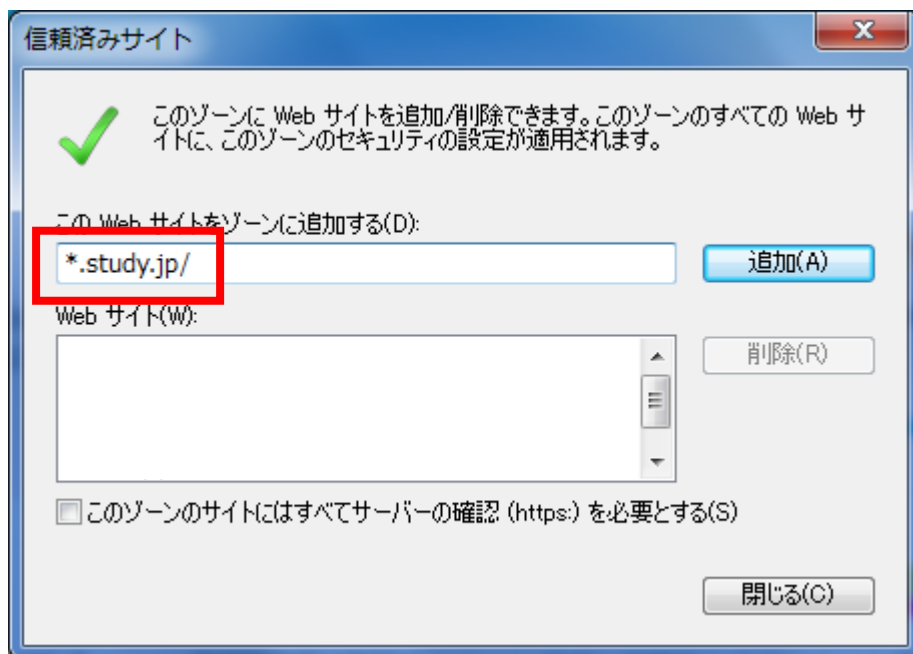 信頼済みサイト
このゾーンに Web サイトを追加/削除できます。このゾーンのすべての Web サ
イトに、このゾーンのセキュリティの設定が適用されます。
この Web サイトをゾーンに追加する(D):
*.study.jp/
追加(A)
Web サイト(W):
削除(R)
このゾーンのサイトにはすべてサーバーの確認 (https:) を必要とする(S)
閉じる(C)